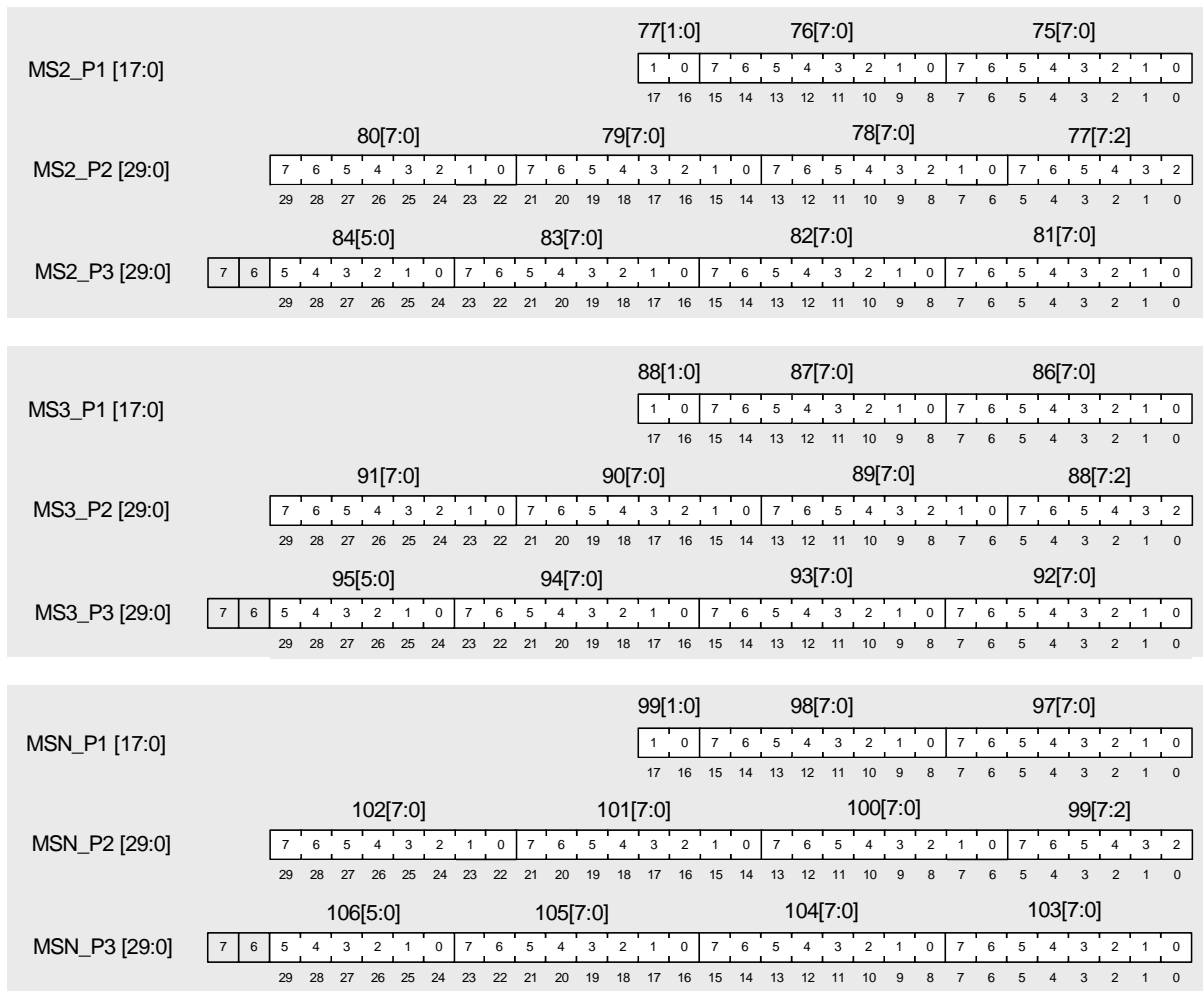 77[1:0] 76[7:0] 75[7:0]
MS2_P1 [17:0] 1 0 7 6 5 4 3 2 1 0 7 6 5 4 3 2 1 0
17 16 15 14 13 12 11 10 9 8 7 6 5 4 3 2 1 0
80[7:0] 79[7:0] 78[7:0] 77[7:2]
MS2_P2 [29:0] 7 6 5 4 3 2 1 0 7 6 5 4 3 2 1 0 7 6 5 4 3 2 1 0 7 6 5 4 3 2
29 28 27 26 25 24 23 22 21 20 19 18 17 16 15 14 13 12 11 10 9 8 7 6 5 4 3 2 1 0
84[5:0] 83[7:0] 82[7:0] 81[7:0]
MS2_P3 [29:0] 7 6 5 4 3 2 1 0 7 6 5 4 3 2 1 0 7 6 5 4 3 2 1 0 7 6 5 4 3 2 1 0
29 28 27 26 25 24 23 22 21 20 19 18 17 16 15 14 13 12 11 10 9 8 7 6 5 4 3 2 1 0
88[1:0] 87[7:0] 86[7:0]
MS3_P1 [17:0] 1 0 7 6 5 4 3 2 1 0 7 6 5 4 3 2 1 0
17 16 15 14 13 12 11 10 9 8 7 6 5 4 3 2 1 0
91[7:0] 90[7:0] 89[7:0] 88[7:2]
MS3_P2 [29:0] 7 6 5 4 3 2 1 0 7 6 5 4 3 2 1 0 7 6 5 4 3 2 1 0 7 6 5 4 3 2
29 28 27 26 25 24 23 22 21 20 19 18 17 16 15 14 13 12 11 10 9 8 7 6 5 4 3 2 1 0
95[5:0] 94[7:0] 93[7:0] 92[7:0]
MS3_P3 [29:0] 7 6 5 4 3 2 1 0 7 6 5 4 3 2 1 0 7 6 5 4 3 2 1 0 7 6 5 4 3 2 1 0
29 28 27 26 25 24 23 22 21 20 19 18 17 16 15 14 13 12 11 10 9 8 7 6 5 4 3 2 1 0
99[1:0] 98[7:0] 97[7:0]
MSN_P1 [17:0] 1 0 7 6 5 4 3 2 1 0 7 6 5 4 3 2 1 0
17 16 15 14 13 12 11 10 9 8 7 6 5 4 3 2 1 0
102[7:0] 101[7:0] 100[7:0] 99[7:2]
MSN_P2 [29:0] 7 6 5 4 3 2 1 0 7 6 5 4 3 2 1 0 7 6 5 4 3 2 1 0 7 6 5 4 3 2
29 28 27 26 25 24 23 22 21 20 19 18 17 16 15 14 13 12 11 10 9 8 7 6 5 4 3 2 1 0
106[5:0] 105[7:0] 104[7:0] 103[7:0]
MSN_P3 [29:0] 7 6 5 4 3 2 1 0 7 6 5 4 3 2 1 0 7 6 5 4 3 2 1 0 7 6 5 4 3 2 1 0
29 28 27 26 25 24 23 22 21 20 19 18 17 16 15 14 13 12 11 10 9 8 7 6 5 4 3 2 1 0